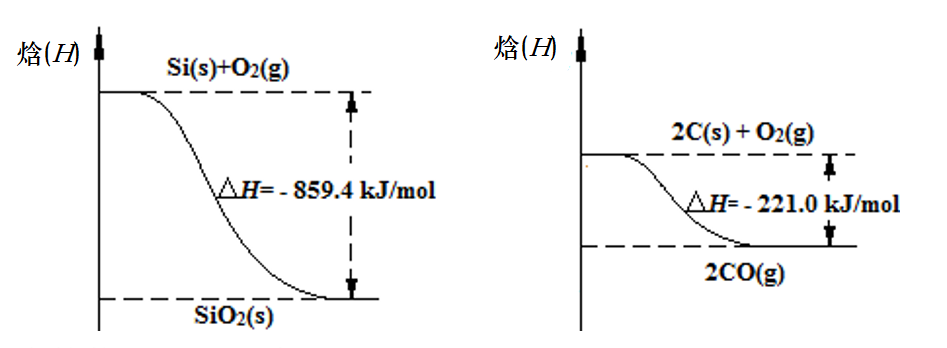 焓(H)
Si(s)+O₂(g)
△H= - 859.4 kJ/mol
SiO₂(s)
焓(H)
2C(s) + O₂(g)
△H= - 221.0 kJ/mol
2CO(g)